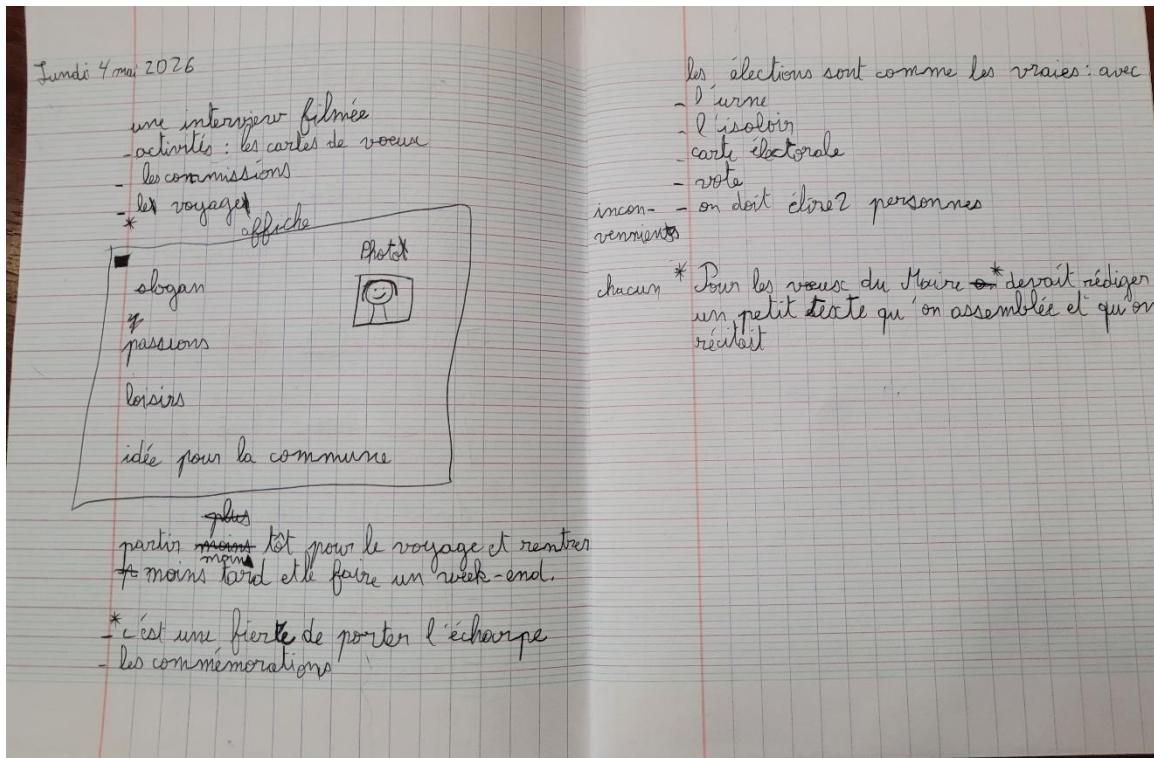 Lundi 4 mai 2026
une interview filmée
- activités : les cartes de voeux
- les commissions
- le voyage
*
affiche
Photo
slogan
passions
loisirs
idée pour la commune
plus
partir moins tôt pour le voyage et rentrer
moins
moins tard et le faire un week-end.
*
- c'est une fierté de porter l'écharpe
- les commémorations
les élections sont comme les vraies : avec
- l'urne
- l'isoloir
- carte électorale
- vote
incon- - on doit élire 2 personnes
venients
chacun * Pour les voeux du Maire on * devait rédiger
un petit texte qu'on assemblée et qu'on
récitait